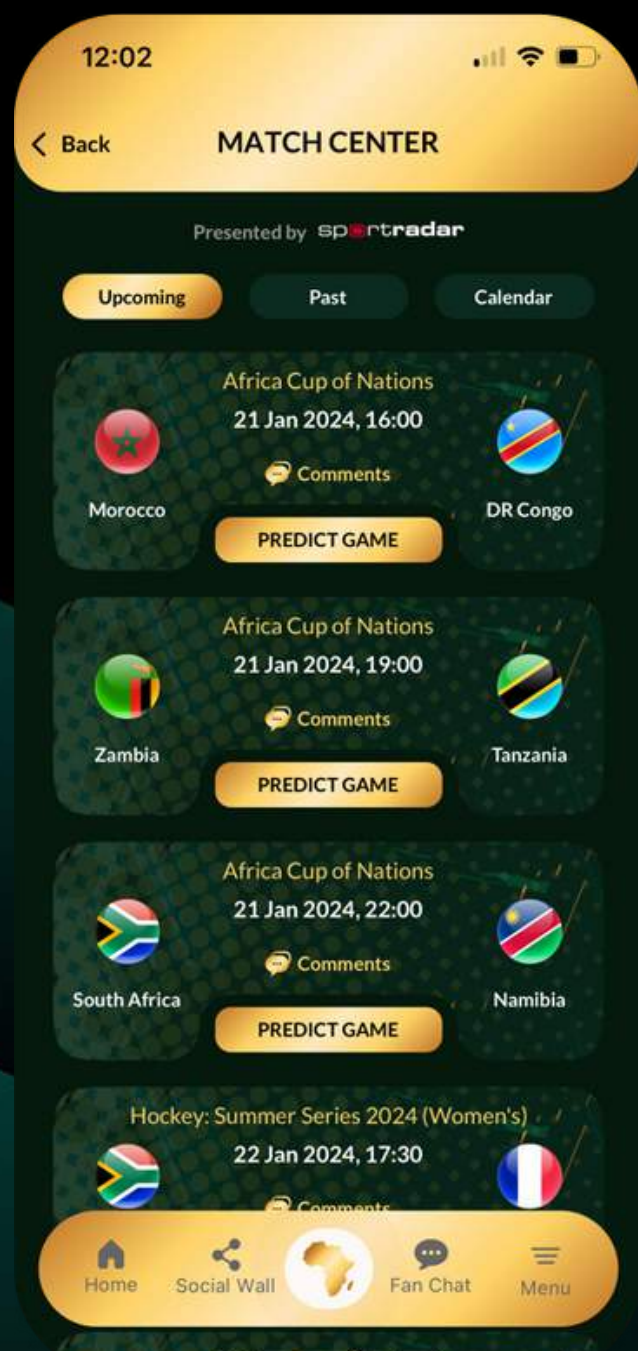 12:02
Back
MATCH CENTER
Presented by sportradar
Upcoming
Past
Calendar
Africa Cup of Nations
21 Jan 2024, 16:00
Comments
Morocco
DR Congo
PREDICT GAME
Africa Cup of Nations
21 Jan 2024, 19:00
Comments
Zambia
Tanzania
PREDICT GAME
Africa Cup of Nations
21 Jan 2024, 22:00
Comments
South Africa
Namibia
PREDICT GAME
Hockey: Summer Series 2024 (Women's)
22 Jan 2024, 17:30
Comments
Home
Social Wall
Fan Chat
Menu